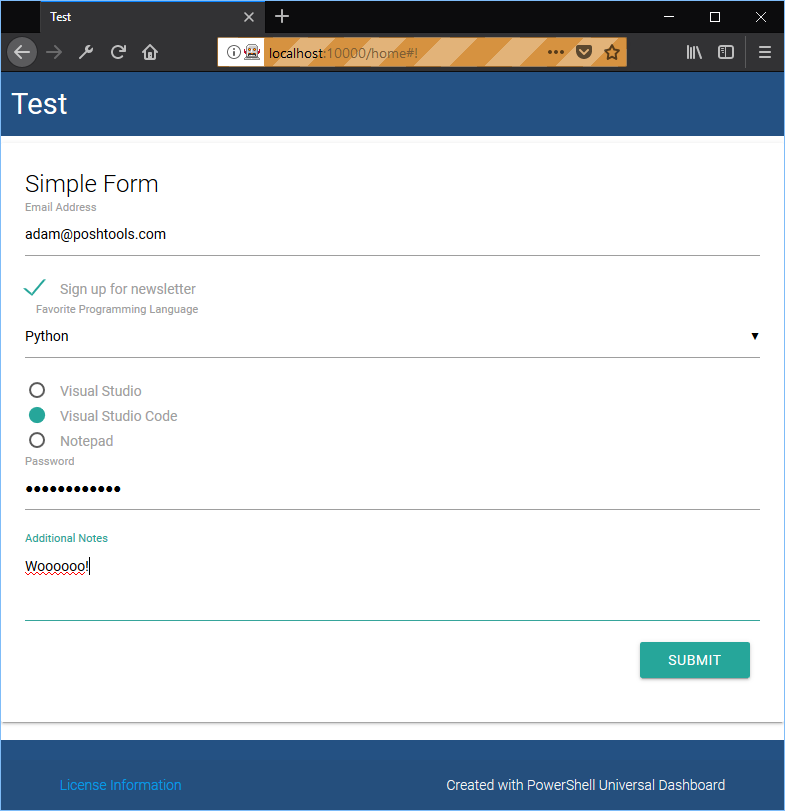 Test
localhost:10000/home#!
Test
Simple Form
Email Address
adam@poshtools.com
Sign up for newsletter
Favorite Programming Language
Python
Visual Studio
Visual Studio Code
Notepad
Password
••••••••••••
Additional Notes
Woooooo!
SUBMIT
License Information
Created with PowerShell Universal Dashboard